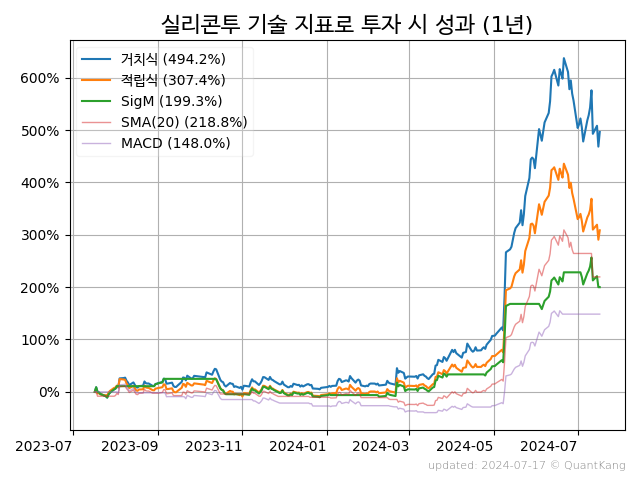 실리콘투 기술 지표로 투자 시 성과 (1년)
거치식 (494.2%)
적립식 (307.4%)
SigM (199.3%)
SMA(20) (218.8%)
MACD (148.0%)
600%
500%
400%
300%
200%
100%
0%
2023-07 2023-09 2023-11 2024-01 2024-03 2024-05 2024-07
updated: 2024-07-17 © QuantKang